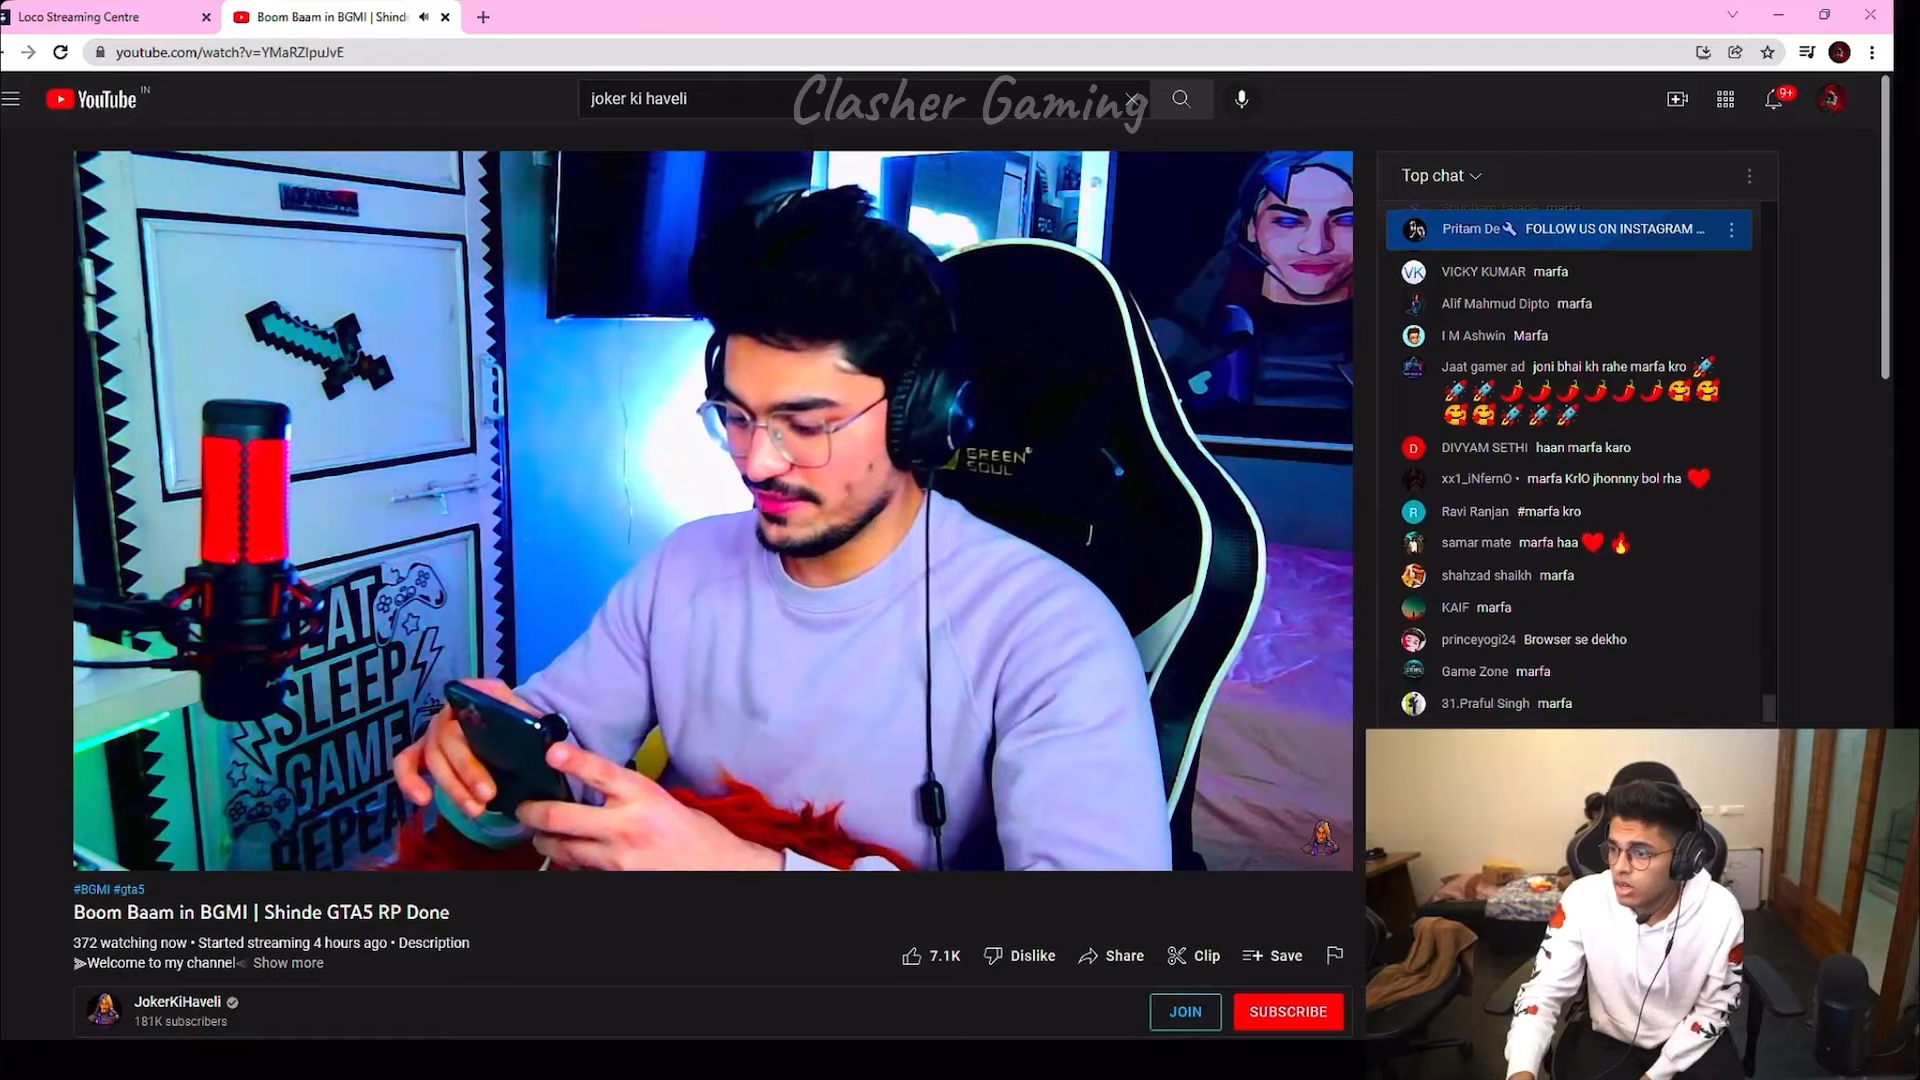 Loco Streaming Centre
Boom Baam in BGMI | Shind
youtube.com/watch?v=YMaRZlpuJvE
YouTube IN
joker ki haveli
Clasher Gaming
9+
Top chat
Pritam De FOLLOW US ON INSTAGRAM ...
VK VICKY KUMAR marfa
Alif Mahmud Dipto marfa
I M Ashwin Marfa
Jaat gamer ad joni bhai kh rahe marfa kro 🚀
🚀🚀🌶🌶🌶🌶🌶🌶🥰🥰
🥰🥰🚀🚀🚀
D DIVYAM SETHI haan marfa karo
xx1_iNfernO • marfa KrlO jhonnny bol rha ❤
R Ravi Ranjan #marfa kro
samar mate marfa haa❤🔥
shahzad shaikh marfa
KAIF marfa
princeyogi24 Browser se dekho
Game Zone marfa
31.Praful Singh marfa
GREEN
SOUL
EAT
SLEEP
GAME
REPEA
#BGMI #gta5
Boom Baam in BGMI | Shinde GTA5 RP Done
372 watching now • Started streaming 4 hours ago • Description
⫸Welcome to my channel Show more
7.1K Dislike Share Clip Save
JokerKiHaveli
181K subscribers
JOIN SUBSCRIBE